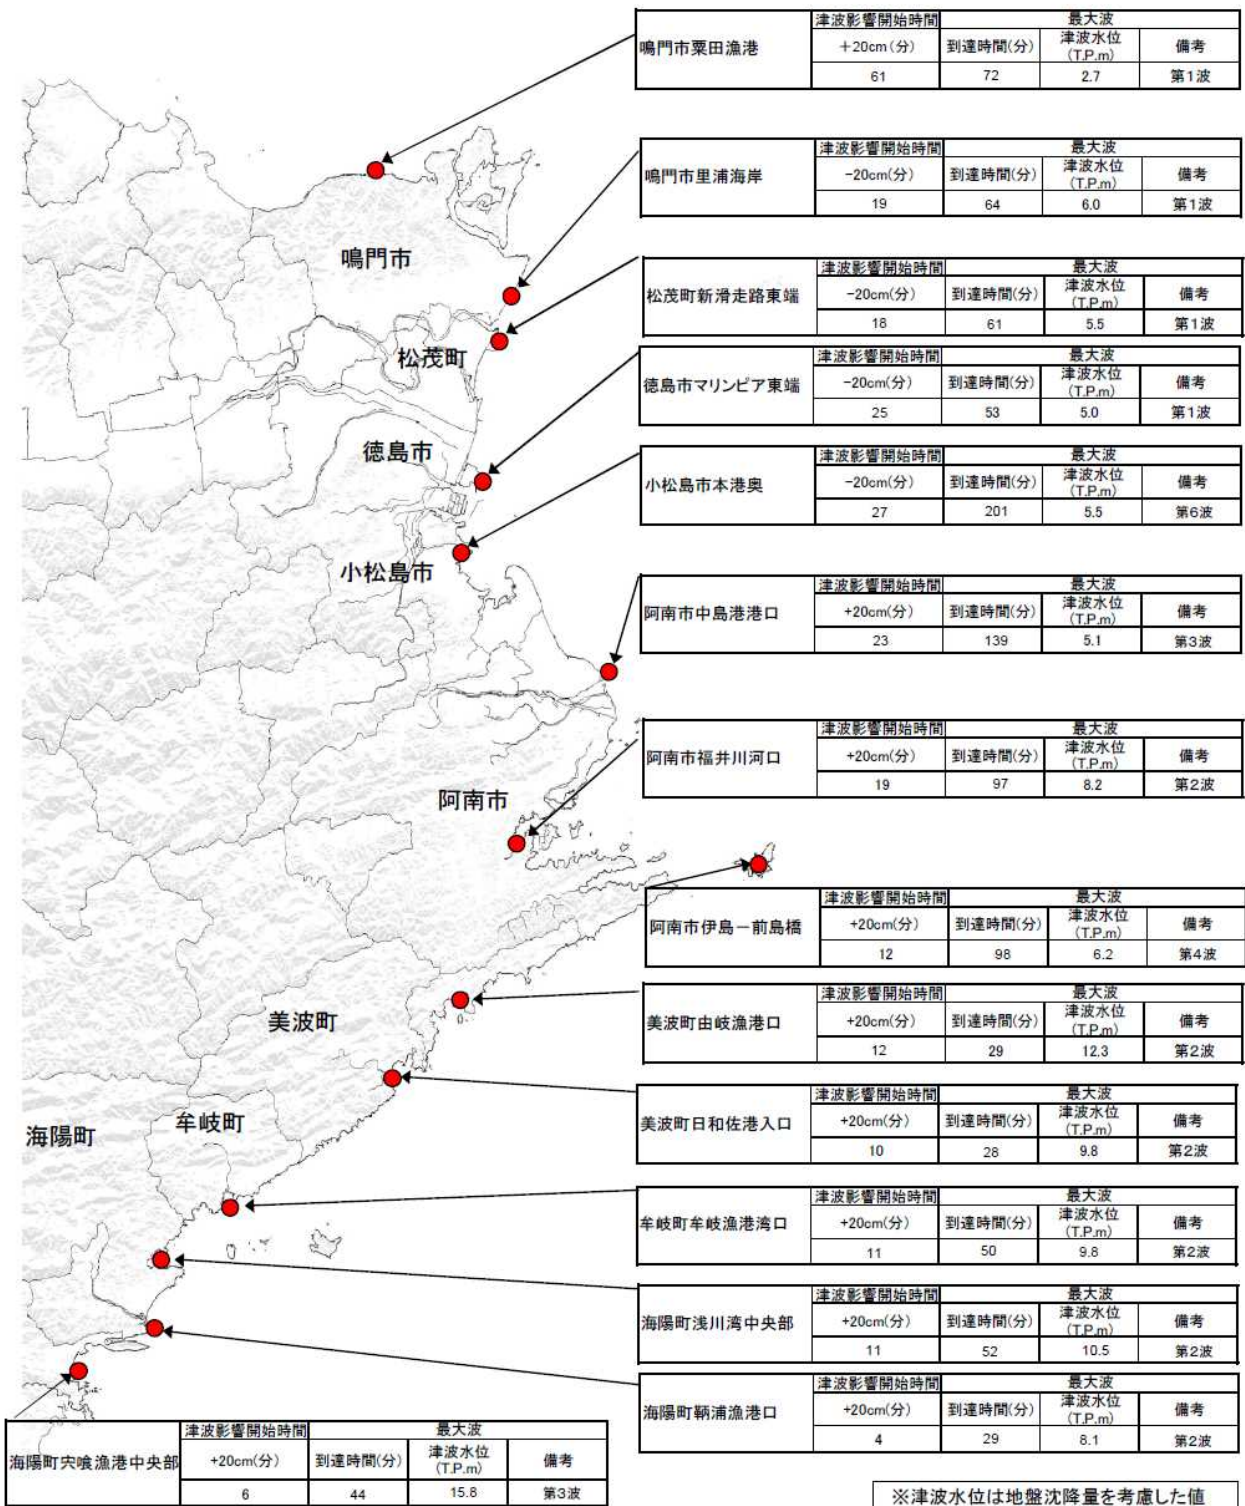 津波影響開始時間 最大波
鳴門市粟田漁港 +20cm(分) 到達時間(分) 津波水位(T.P.m) 備考
61 72 2.7 第1波
津波影響開始時間 最大波
鳴門市里浦海岸 -20cm(分) 到達時間(分) 津波水位(T.P.m) 備考
19 64 6.0 第1波
鳴門市
津波影響開始時間 最大波
松茂町新滑走路東端 -20cm(分) 到達時間(分) 津波水位(T.P.m) 備考
18 61 5.5 第1波
松茂町
津波影響開始時間 最大波
徳島市マリンピア東端 -20cm(分) 到達時間(分) 津波水位(T.P.m) 備考
25 53 5.0 第1波
徳島市
津波影響開始時間 最大波
小松島市本港奥 -20cm(分) 到達時間(分) 津波水位(T.P.m) 備考
27 201 5.5 第6波
小松島市
津波影響開始時間 最大波
阿南市中島港港口 +20cm(分) 到達時間(分) 津波水位(T.P.m) 備考
23 139 5.1 第3波
津波影響開始時間 最大波
阿南市福井川河口 +20cm(分) 到達時間(分) 津波水位(T.P.m) 備考
19 97 8.2 第2波
阿南市
津波影響開始時間 最大波
阿南市伊島－前島橋 +20cm(分) 到達時間(分) 津波水位(T.P.m) 備考
12 98 6.2 第4波
津波影響開始時間 最大波
美波町由岐漁港口 +20cm(分) 到達時間(分) 津波水位(T.P.m) 備考
12 29 12.3 第2波
美波町
津波影響開始時間 最大波
美波町日和佐港入口 +20cm(分) 到達時間(分) 津波水位(T.P.m) 備考
10 28 9.8 第2波
牟岐町
海陽町
津波影響開始時間 最大波
牟岐町牟岐漁港湾口 +20cm(分) 到達時間(分) 津波水位(T.P.m) 備考
11 50 9.8 第2波
津波影響開始時間 最大波
海陽町浅川湾中央部 +20cm(分) 到達時間(分) 津波水位(T.P.m) 備考
11 52 10.5 第2波
津波影響開始時間 最大波
海陽町鞆浦漁港口 +20cm(分) 到達時間(分) 津波水位(T.P.m) 備考
4 29 8.1 第2波
津波影響開始時間 最大波
海陽町宍喰漁港中央部 +20cm(分) 到達時間(分) 津波水位(T.P.m) 備考
6 44 15.8 第3波
※津波水位は地盤沈降量を考慮した値